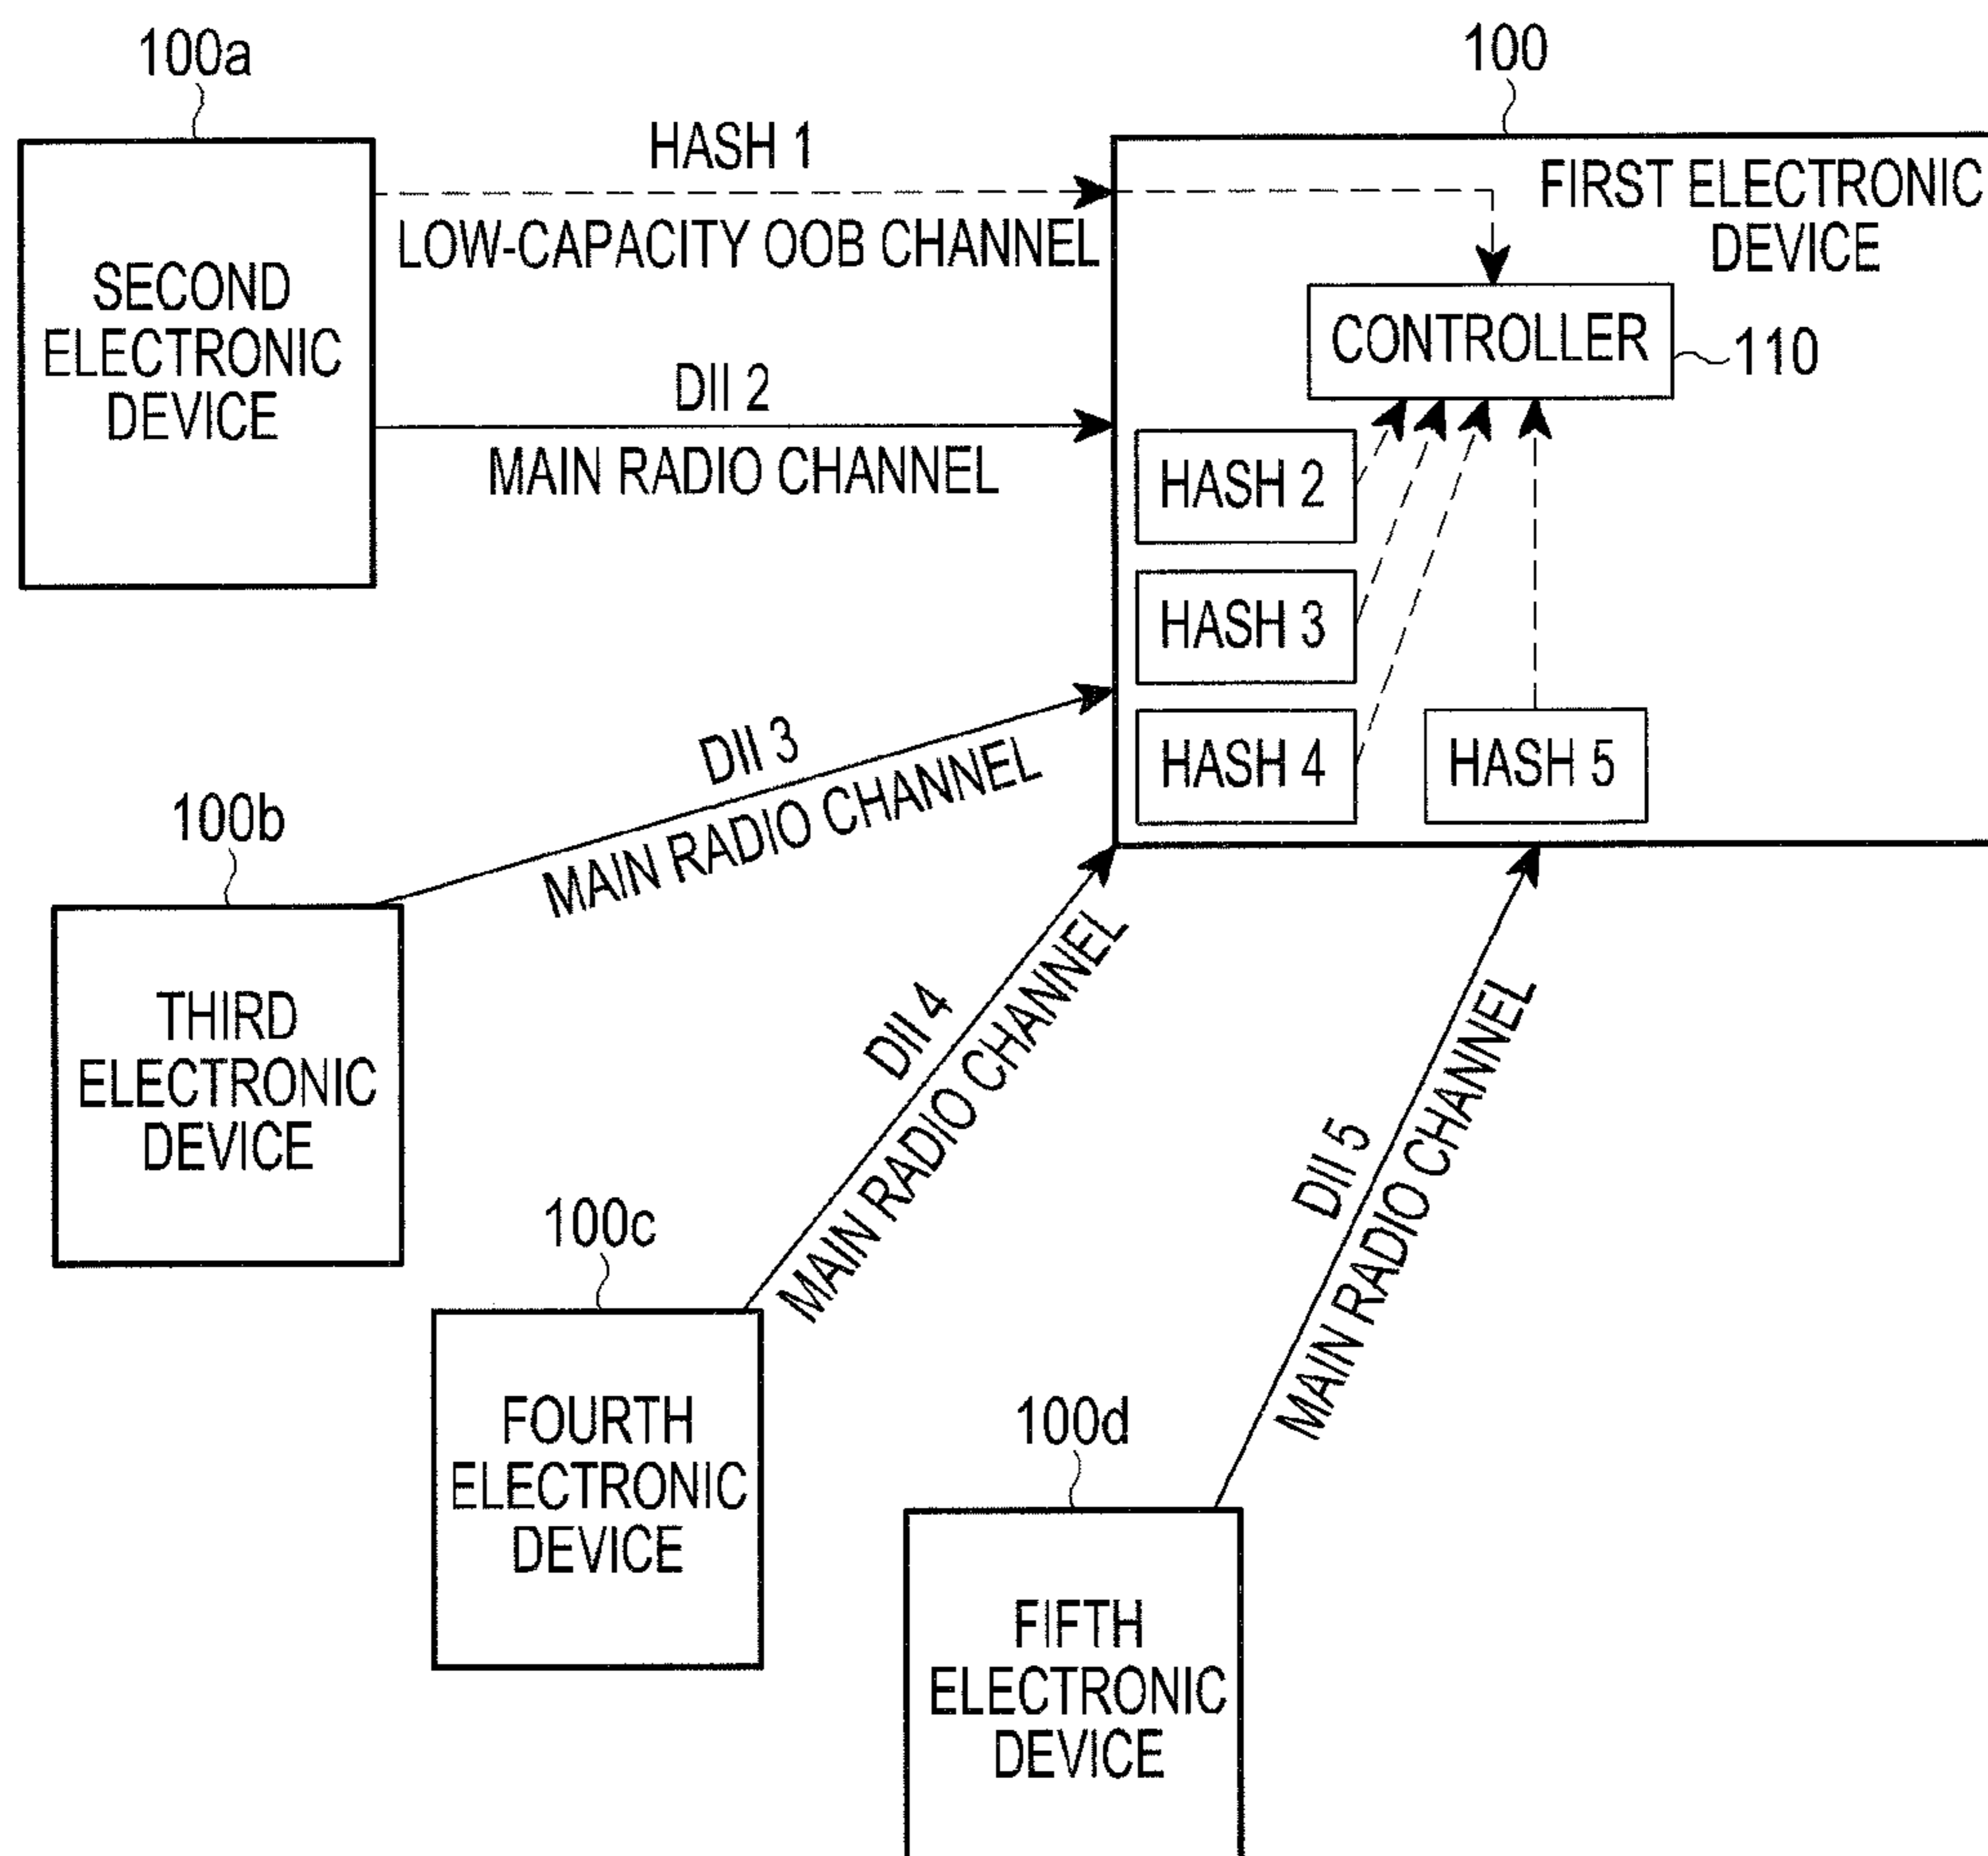 100a
100
HASH 1
LOW-CAPACITY OOB CHANNEL
FIRST ELECTRONIC
DEVICE
SECOND
ELECTRONIC
DEVICE
CONTROLLER
110
DII 2
MAIN RADIO CHANNEL
HASH 2
HASH 3
HASH 4
HASH 5
DII 3
MAIN RADIO CHANNEL
100b
THIRD
ELECTRONIC
DEVICE
DII 4
MAIN RADIO CHANNEL
100c
FOURTH
ELECTRONIC
DEVICE
DII 5
MAIN RADIO CHANNEL
100d
FIFTH
ELECTRONIC
DEVICE